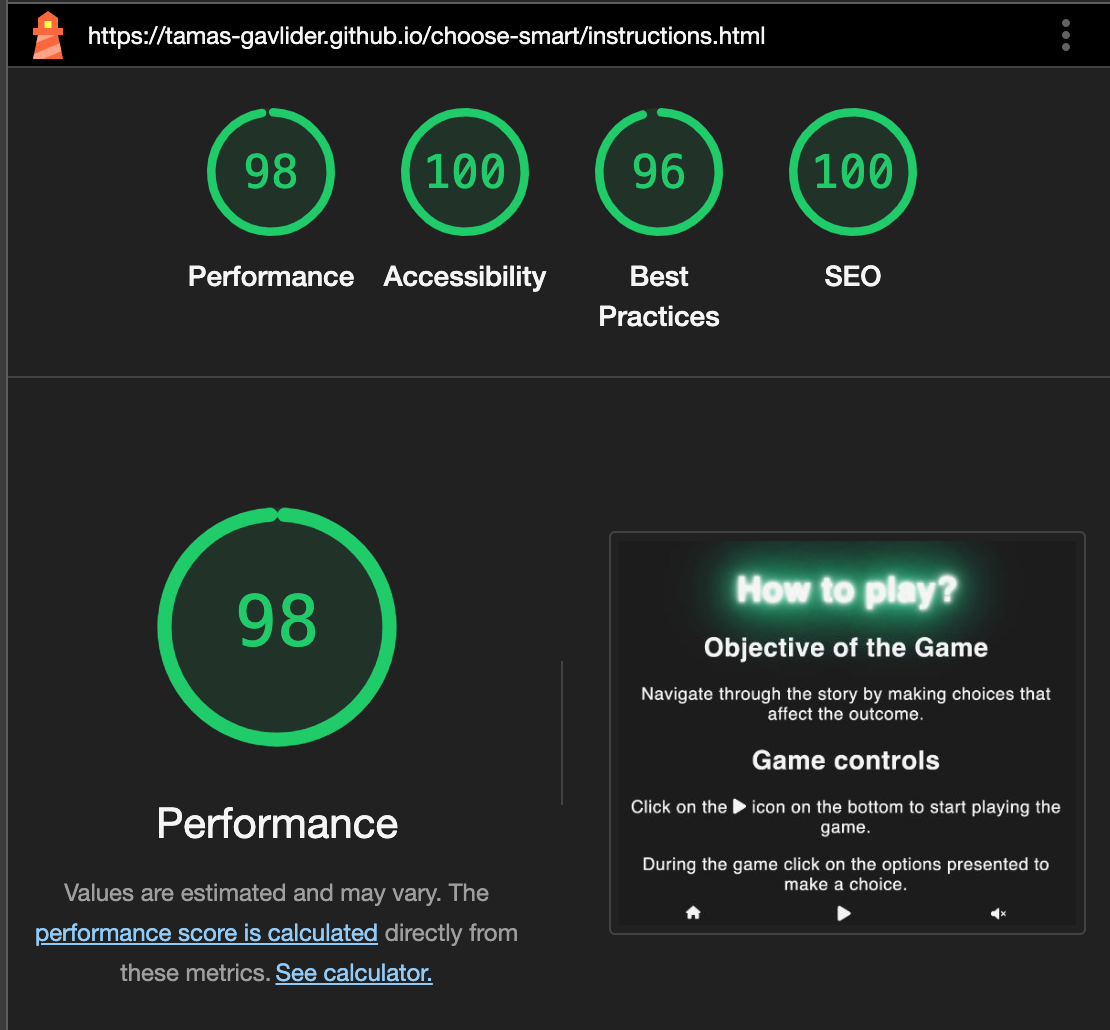 https://tamas-gavlider.github.io/choose-smart/instructions.html
98
100
96
100
Performance
Accessibility
Best
Practices
SEO
98
Performance
Values are estimated and may vary. The
performance score is calculated directly from
these metrics. See calculator.
How to play?
Objective of the Game
Navigate through the story by making choices that
affect the outcome.
Game controls
Click on the icon on the bottom to start playing the
game.
During the game click on the options presented to
make a choice.